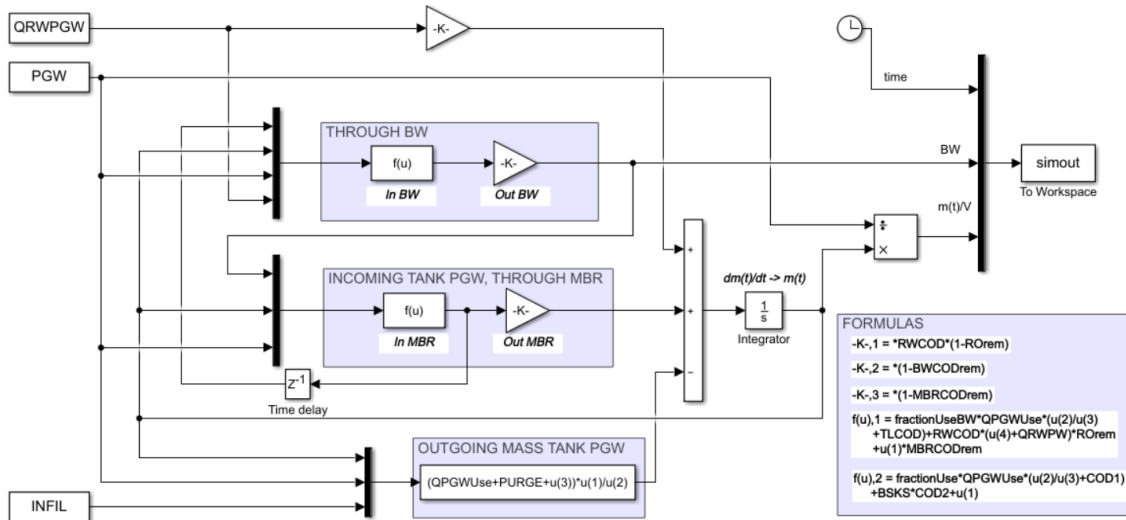 QRWPGW
-K-
PGW
time
THROUGH BW
BW
f(u)
-K-
simout
In BW
Out BW
To Workspace
m(t)/V
÷
×
+
INCOMING TANK PGW, THROUGH MBR
dm(t)/dt -> m(t)
f(u)
-K-
+
1
s
In MBR
Out MBR
Integrator
FORMULAS
-K-,1 = *RWCOD*(1-ROrem)
-K-,2 = *(1-BWCODrem)
-K-,3 = *(1-MBRCODrem)
f(u),1 = fractionUseBW*QPGWUse*(u(2)/u(3)
+TLCOD)+RWCOD*(u(4)+QRWPW)*ROrem
+u(1)*MBRCODrem
f(u),2 = fractionUse*QPGWUse*(u(2)/u(3)+COD1)
+BSKS*COD2+u(1)
Z-1
−
Time delay
OUTGOING MASS TANK PGW
(QPGWUse+PURGE+u(3))*u(1)/u(2)
INFIL